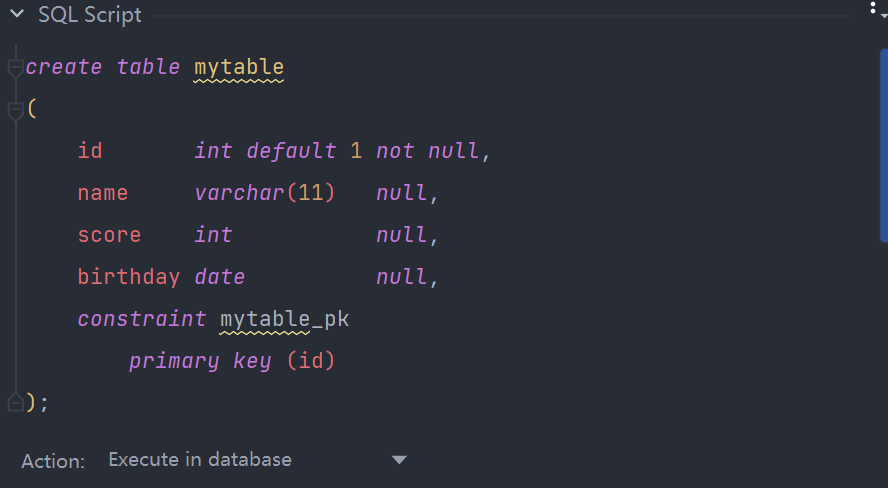 SQL Script
create table mytable
(
id int default 1 not null,
name varchar(11) null,
score int null,
birthday date null,
constraint mytable_pk
primary key (id)
);
Action: Execute in database